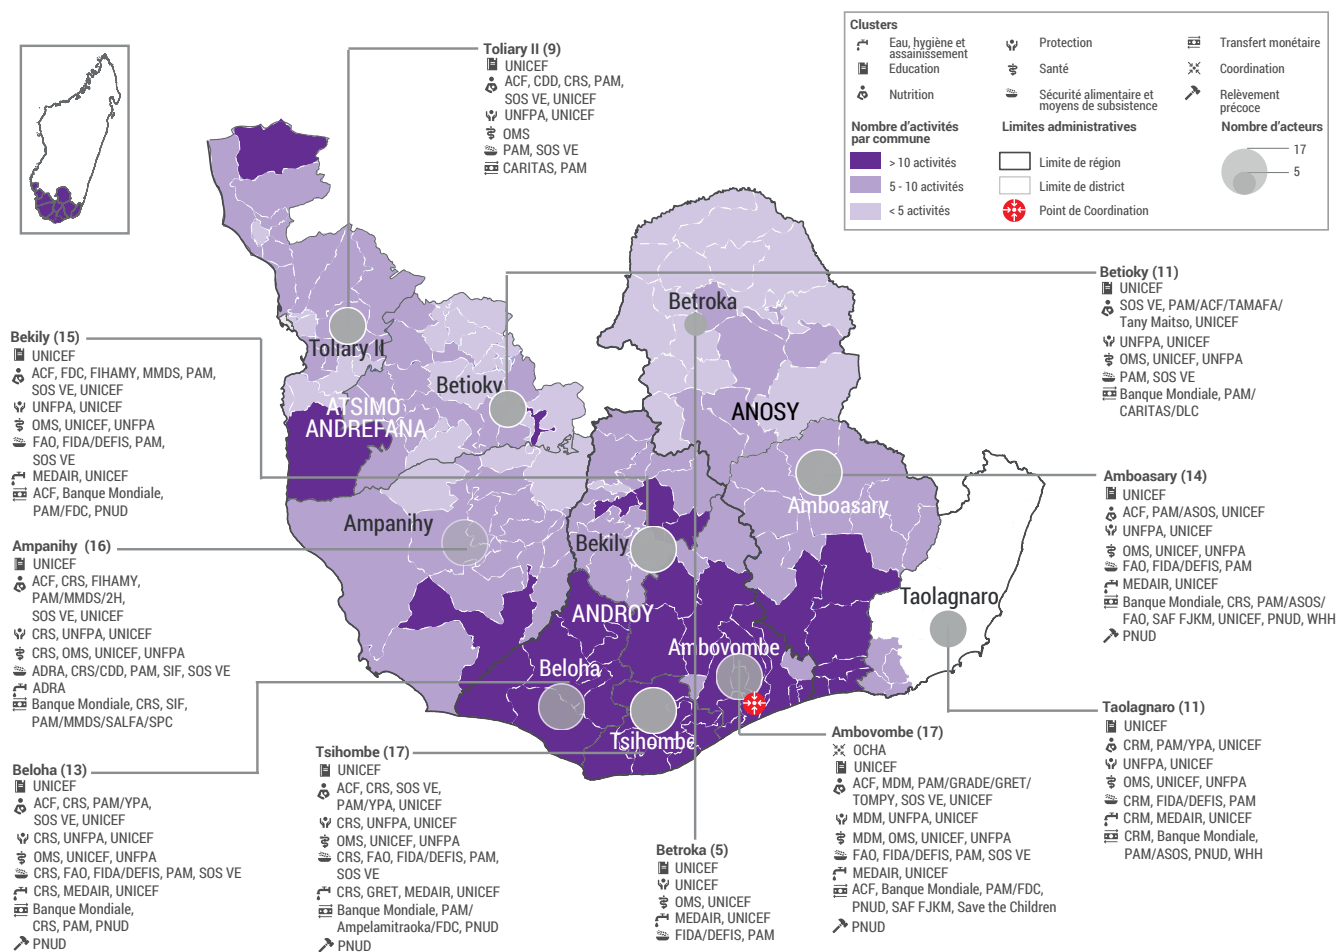 Clusters
Eau, hygiène et
assainissement
Education
Nutrition
Protection
Santé
Sécurité alimentaire et
moyens de subsistence
Transfert monétaire
Coordination
Relèvement
précoce
Nombre d'activités
par commune
> 10 activités
5 - 10 activités
< 5 activités
Limites administratives
Limite de région
Limite de district
Point de Coordination
Nombre d'acteurs
17
5
Toliary II (9)
UNICEF
ACF, CDD, CRS, PAM,
SOS VE, UNICEF
UNFPA, UNICEF
OMS
PAM, SOS VE
CARITAS, PAM
Betioky (11)
UNICEF
SOS VE, PAM/ACF/TAMAFA/
Tany Maitso, UNICEF
UNFPA, UNICEF
OMS, UNICEF, UNFPA
PAM, SOS VE
Banque Mondiale, PAM/
CARITAS/DLC
Bekily (15)
UNICEF
ACF, FDC, FIHAMY, MMDS, PAM,
SOS VE, UNICEF
UNFPA, UNICEF
OMS, UNICEF, UNFPA
FAO, FIDA/DEFIS, PAM,
SOS VE
MEDAIR, UNICEF
ACF, Banque Mondiale,
PAM/FDC, PNUD
Amboasary (14)
UNICEF
ACF, PAM/ASOS, UNICEF
UNFPA, UNICEF
OMS, UNICEF, UNFPA
FAO, FIDA/DEFIS, PAM
MEDAIR, UNICEF
Banque Mondiale, CRS, PAM/ASOS/
FAO, SAF FJKM, UNICEF, PNUD, WHH
PNUD
Ampanihy (16)
UNICEF
ACF, CRS, FIHAMY,
PAM/MMDS/2H,
SOS VE, UNICEF
CRS, UNFPA, UNICEF
CRS, OMS, UNICEF, UNFPA
ADRA, CRS/CDD, PAM, SIF, SOS VE
ADRA
Banque Mondiale, CRS, SIF,
PAM/MMDS/SALFA/SPC
Beloha (13)
UNICEF
ACF, CRS, PAM/YPA,
SOS VE, UNICEF
CRS, UNFPA, UNICEF
OMS, UNICEF, UNFPA
CRS, FAO, FIDA/DEFIS, PAM, SOS VE
CRS, MEDAIR, UNICEF
Banque Mondiale,
CRS, PAM, PNUD
PNUD
Tsihombe (17)
UNICEF
ACF, CRS, SOS VE,
PAM/YPA, UNICEF
CRS, UNFPA, UNICEF
OMS, UNICEF, UNFPA
CRS, FAO, FIDA/DEFIS, PAM,
SOS VE
CRS, GRET, MEDAIR, UNICEF
Banque Mondiale, PAM/
Ampelamitraoka/FDC, PNUD
PNUD
Betroka (5)
UNICEF
UNICEF
OMS, UNICEF
MEDAIR, UNICEF
FIDA/DEFIS, PAM
Ambovombe (17)
OCHA
UNICEF
ACF, MDM, PAM/GRADE/GRET/
TOMPY, SOS VE, UNICEF
MDM, UNFPA, UNICEF
MDM, OMS, UNICEF, UNFPA
FAO, FIDA/DEFIS, PAM, SOS VE
MEDAIR, UNICEF
ACF, Banque Mondiale, PAM/FDC,
PNUD, SAF FJKM, Save the Children
PNUD
Taolagnaro (11)
UNICEF
CRM, PAM/YPA, UNICEF
UNFPA, UNICEF
OMS, UNICEF, UNFPA
CRM, FIDA/DEFIS, PAM
CRM, MEDAIR, UNICEF
CRM, Banque Mondiale,
PAM/ASOS, PNUD, WHH
Betroka
Toliary II
Betioky
ATSIMO
ANDREFANA
ANOSY
Amboasary
Ampanihy
Bekily
Taolagnaro
ANDROY
Ambovombe
Beloha
Tsihombe